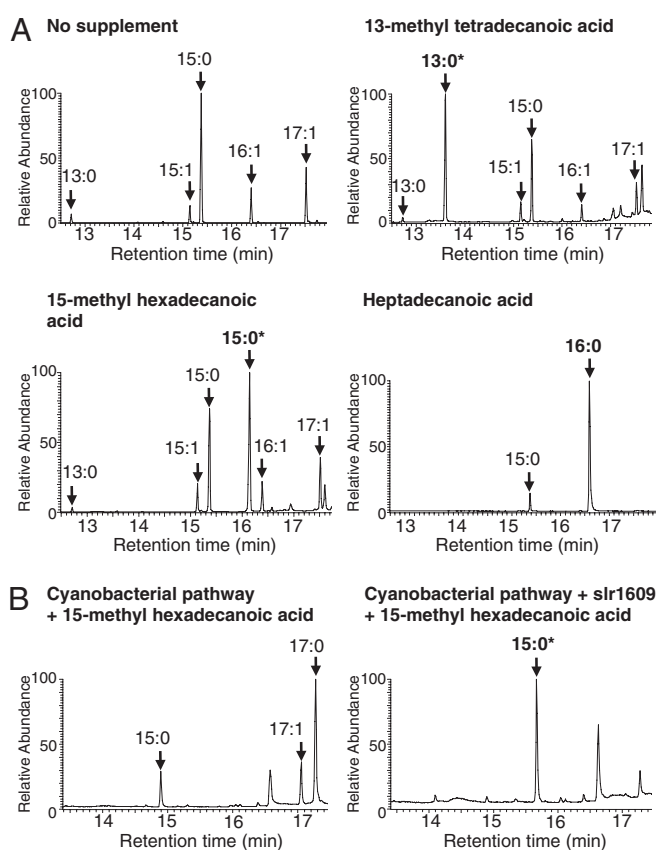 A
No supplement
15:0
13:0
15:1
16:1
17:1
Relative Abundance
100
50
0
13 14 15 16 17
Retention time (min)
13-methyl tetradecanoic acid
13:0*
15:0
13:0
15:1
16:1
17:1
Relative Abundance
100
50
0
13 14 15 16 17
Retention time (min)
15-methyl hexadecanoic
acid
15:0*
15:0
13:0
15:1
16:1
17:1
Relative Abundance
100
50
0
13 14 15 16 17
Retention time (min)
Heptadecanoic acid
16:0
15:0
Relative Abundance
100
50
0
13 14 15 16 17
Retention time (min)
B
Cyanobacterial pathway
+ 15-methyl hexadecanoic acid
17:0
15:0
17:1
Relative Abundance
100
50
0
14 15 16 17
Retention time (min)
Cyanobacterial pathway + slr1609
+ 15-methyl hexadecanoic acid
15:0*
Relative Abundance
100
50
0
14 15 16 17
Retention time (min)